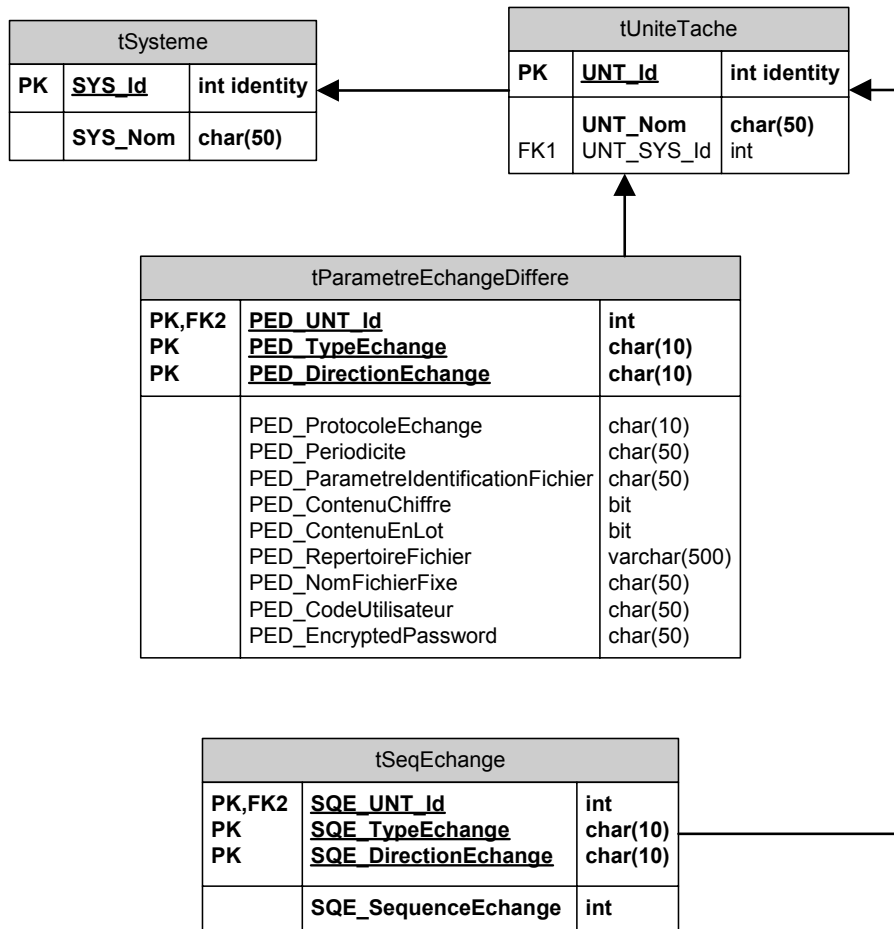 tSysteme
PK SYS_Id int identity
SYS_Nom char(50)
tUniteTache
PK UNT_Id int identity
UNT_Nom char(50)
FK1 UNT_SYS_Id int
tParametreEchangeDiffere
PK,FK2 PED_UNT_Id int
PK PED_TypeEchange char(10)
PK PED_DirectionEchange char(10)
PED_ProtocoleEchange char(10)
PED_Periodicite char(50)
PED_ParametreIdentificationFichier char(50)
PED_ContenuChiffre bit
PED_ContenuEnLot bit
PED_RepertoireFichier varchar(500)
PED_NomFichierFixe char(50)
PED_CodeUtilisateur char(50)
PED_EncryptedPassword char(50)
tSeqEchange
PK,FK2 SQE_UNT_Id int
PK SQE_TypeEchange char(10)
PK SQE_DirectionEchange char(10)
SQE_SequenceEchange int